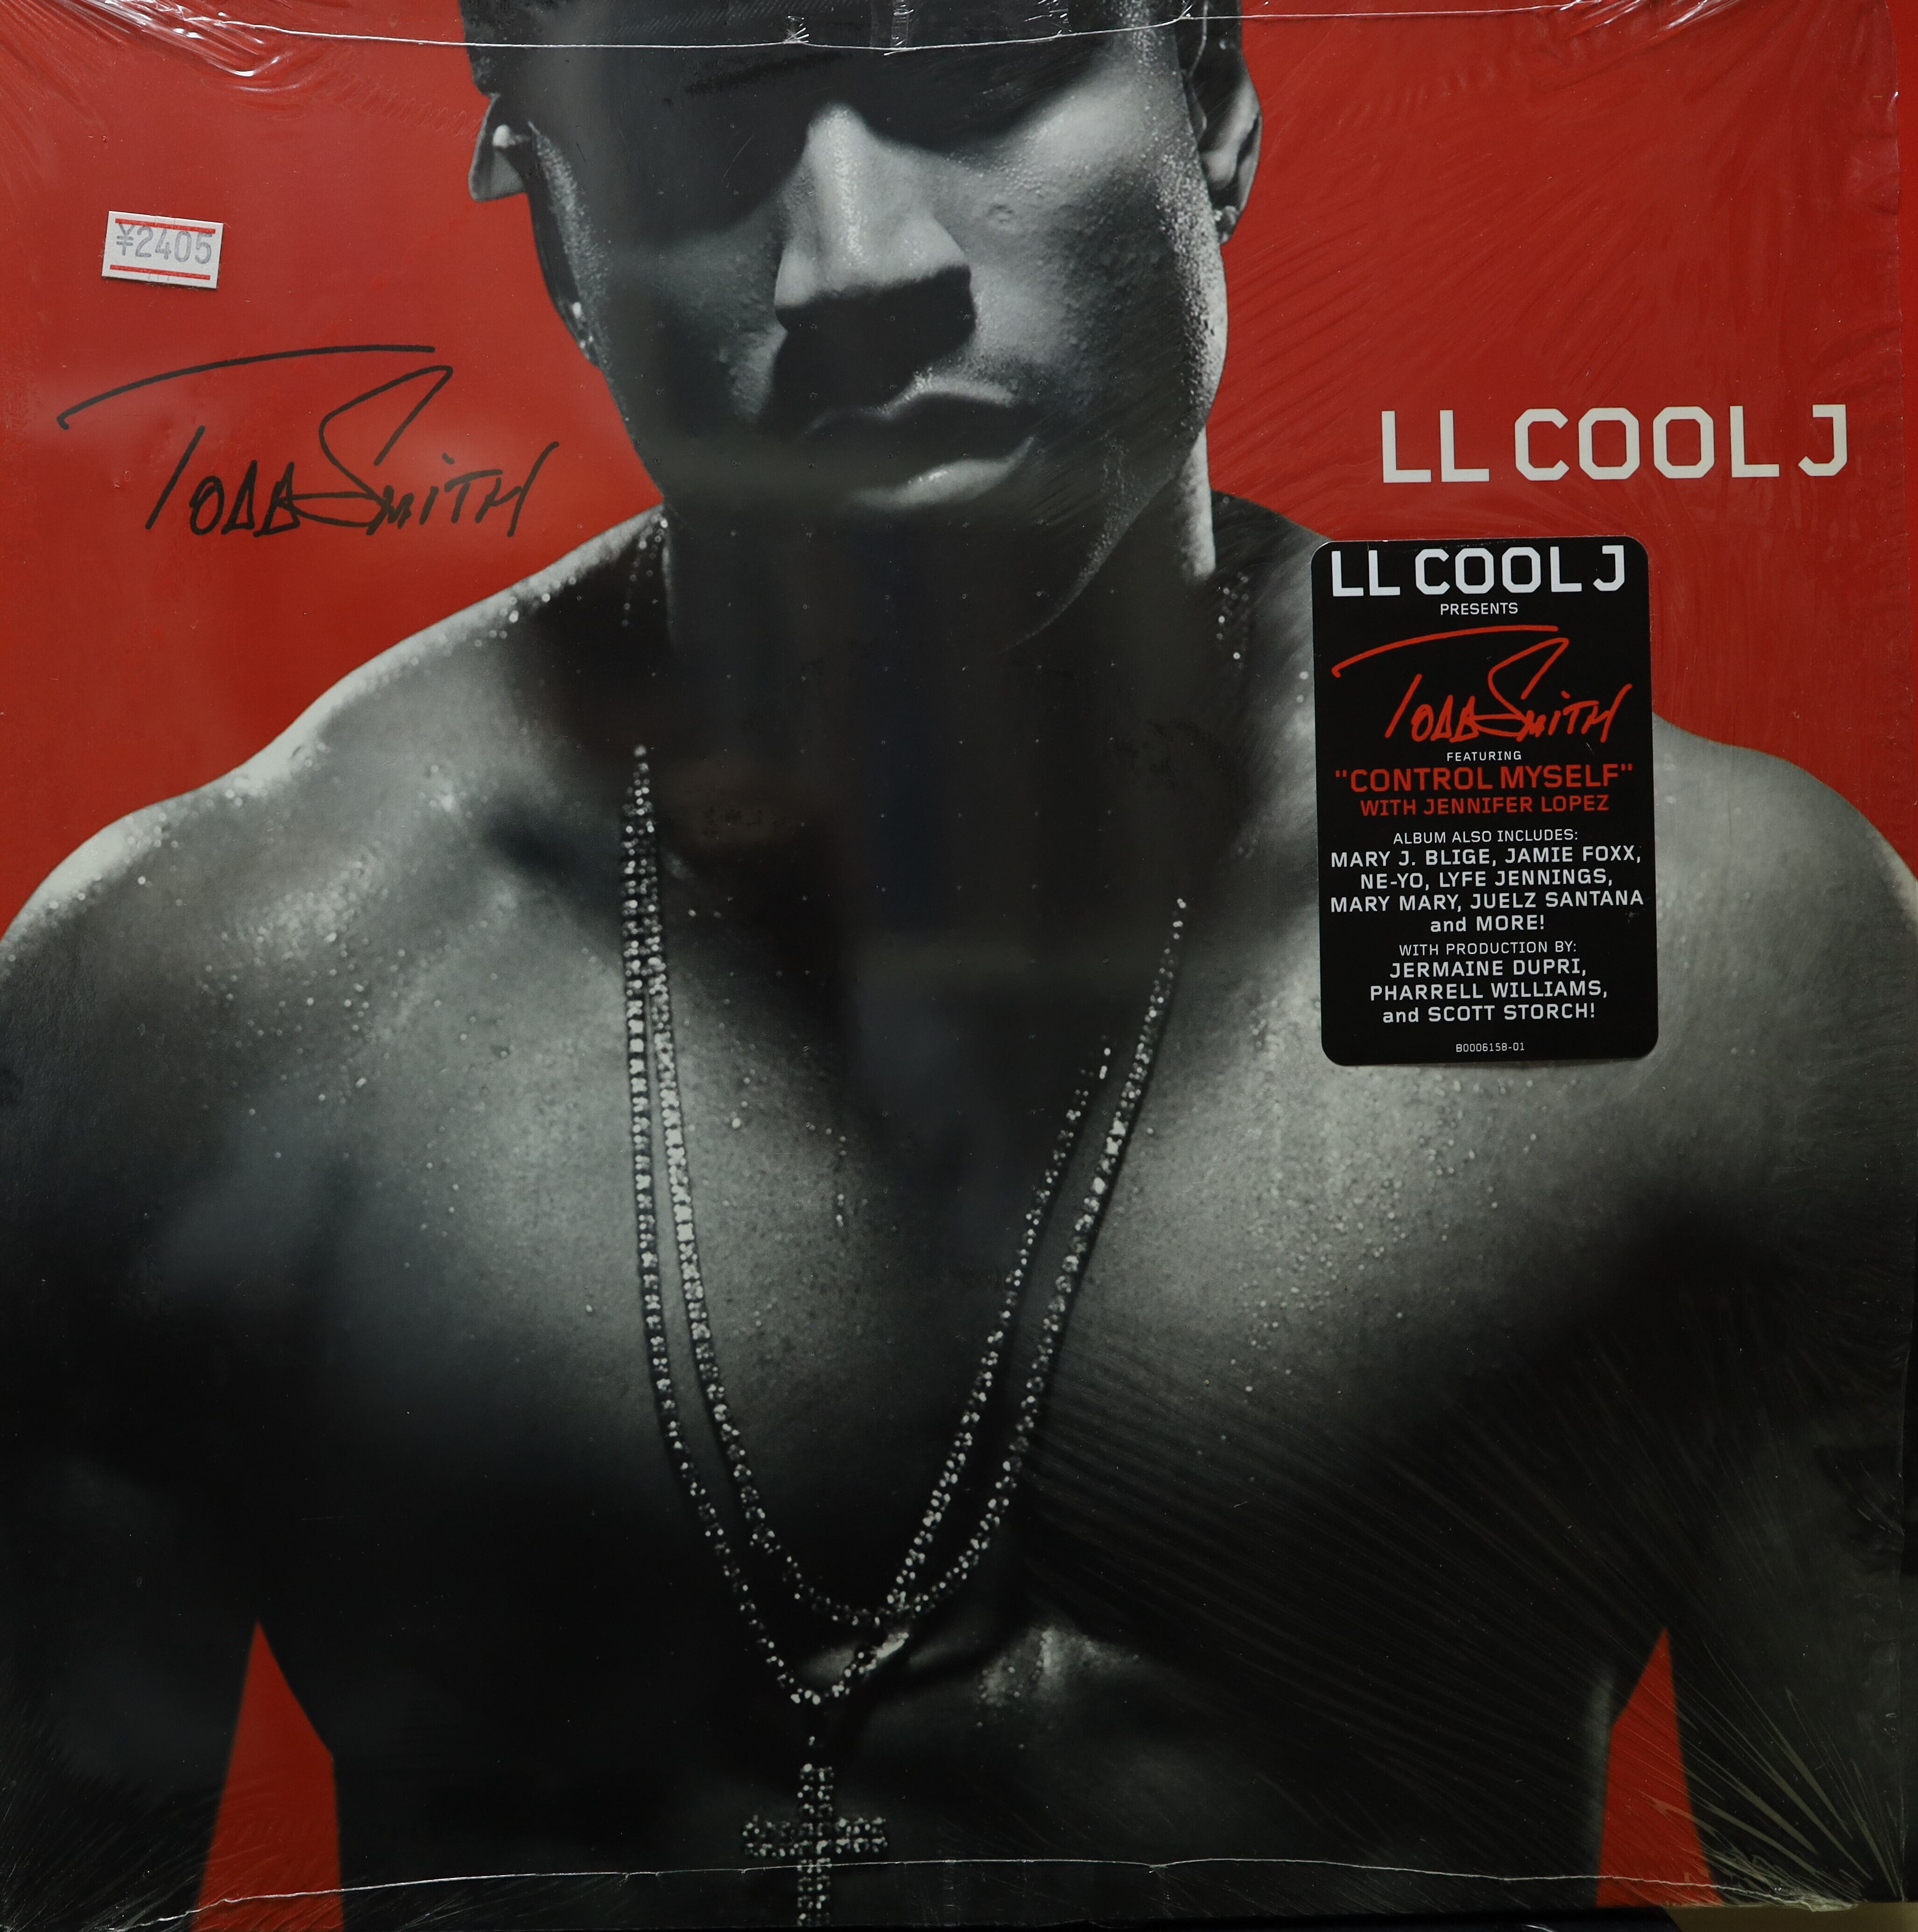 ¥2405
Todd Smith
LL COOL J
LL COOL J
PRESENTS
Todd Smith
FEATURING
"CONTROL MYSELF"
WITH JENNIFER LOPEZ
ALBUM ALSO INCLUDES:
MARY J. BLIGE, JAMIE FOXX,
NE-YO, LYFE JENNINGS,
MARY MARY, JUELZ SANTANA
and MORE!
WITH PRODUCTION BY:
JERMAINE DUPRI,
PHARRELL WILLIAMS,
and SCOTT STORCH!
B0006158-01